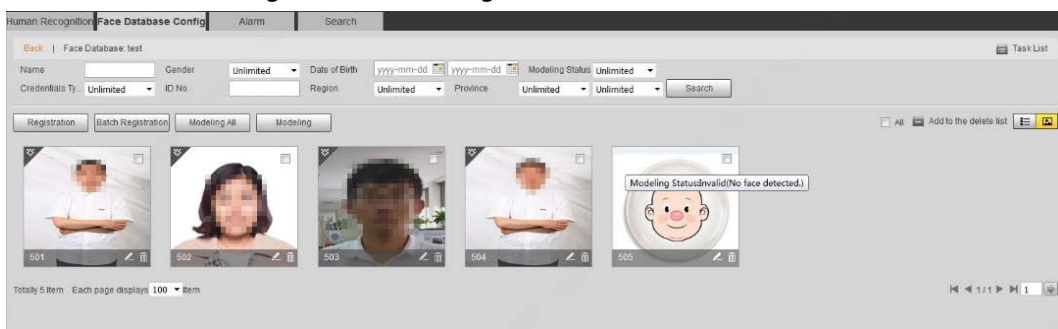 Human Recognition Face Database Config Alarm Search
Back | Face Database: test Task List
Name Gender Unlimited Date of Birth yyyy-mm-dd yyyy-mm-dd Modeling Status Unlimited
Credentials Ty... Unlimited ID No. Region Unlimited Province Unlimited Unlimited Search
Registration Batch Registration Modeling All Modeling All Add to the delete list
Modeling Status:Invalid(No face detected.)
501 502 503 504 505
Totally 5 Item Each page displays 100 Item 1/1 1